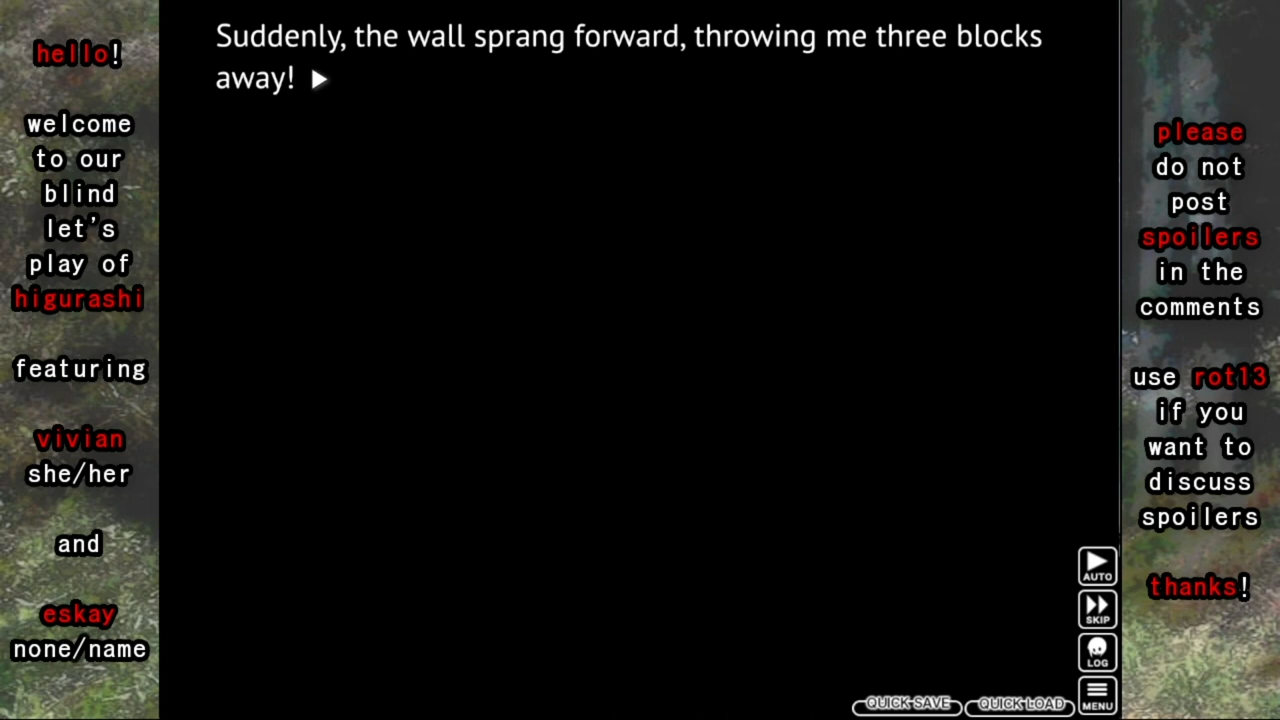 hello!
welcome
to our
blind
let's
play of
higurashi
featuring
vivian
she/her
and
eskay
none/name
Suddenly, the wall sprang forward, throwing me three blocks
away!
AUTO
SKIP
LOG
MENU
QUICK SAVE QUICK LOAD
please
do not
post
spoilers
in the
comments
use rot13
if you
want to
discuss
spoilers
thanks!